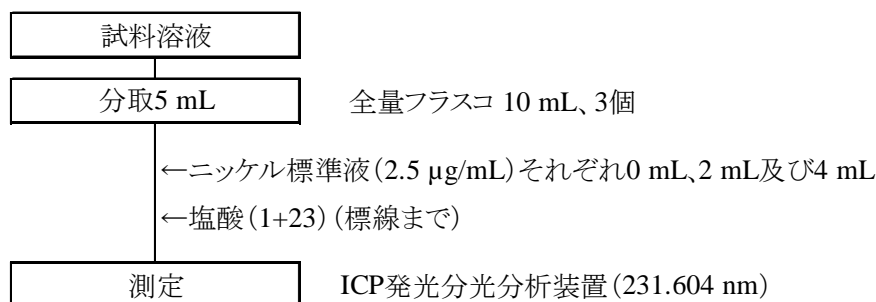 試料溶液
分取5 mL
全量フラスコ 10 mL、3個
←ニッケル標準液(2.5 µg/mL)それぞれ0 mL、2 mL及び4 mL
←塩酸(1+23) (標線まで)
測定
ICP発光分光分析装置(231.604 nm)